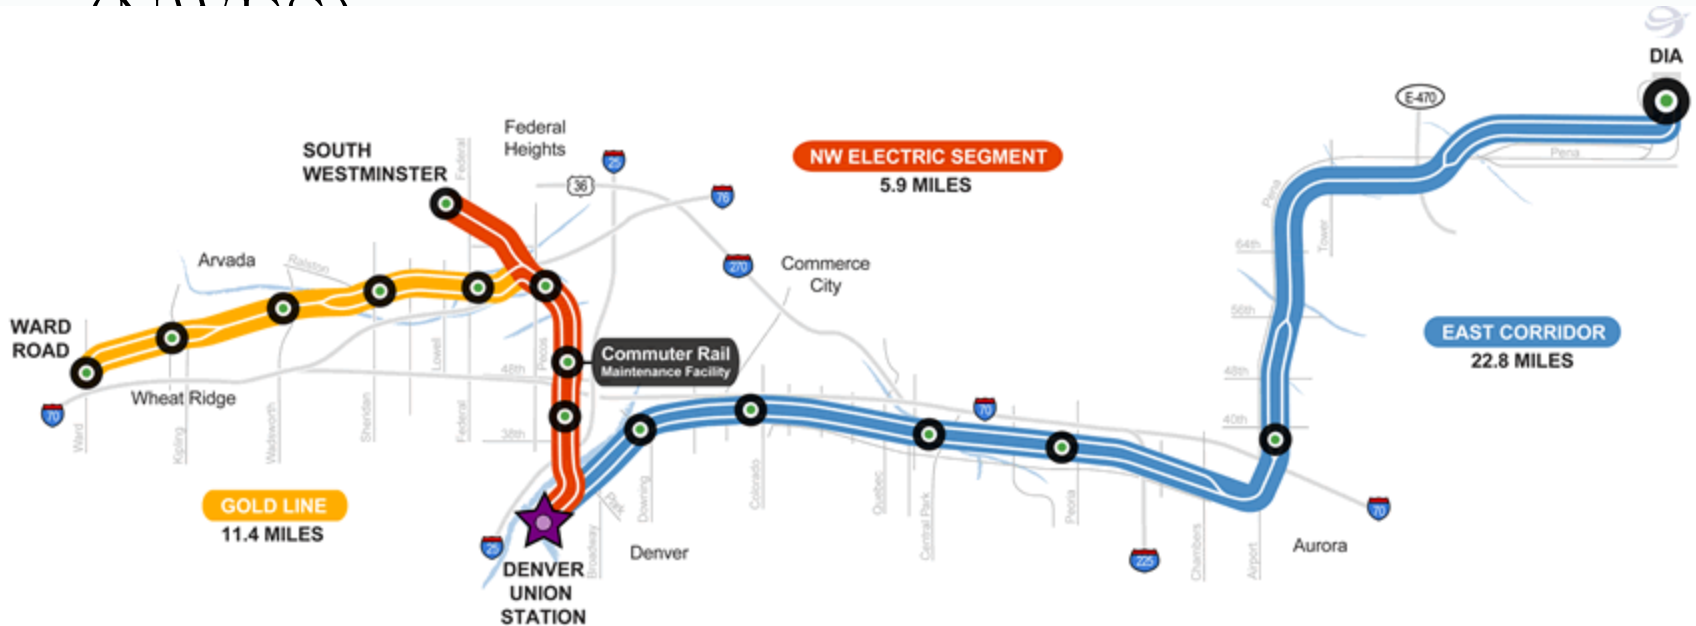 DIA
E-470
Federal
Heights
25
SOUTH
WESTMINSTER
Federal
NW ELECTRIC SEGMENT
5.9 MILES
36
76
Pena
Pena
Tower
64th
Arvada
Ralston
270
Commerce
City
56th
WARD
ROAD
EAST CORRIDOR
22.8 MILES
Commuter Rail
Maintenance Facility
Lowell
Pecos
48th
48th
Wheat Ridge
70
70
40th
Ward
Kipling
Wadsworth
Sheridan
Federal
38th
GOLD LINE
11.4 MILES
Park
Downing
Colorado
Quebec
Central Park
Peoria
70
25
Broadway
Denver
225
Chambers
Airport
Aurora
DENVER
UNION
STATION